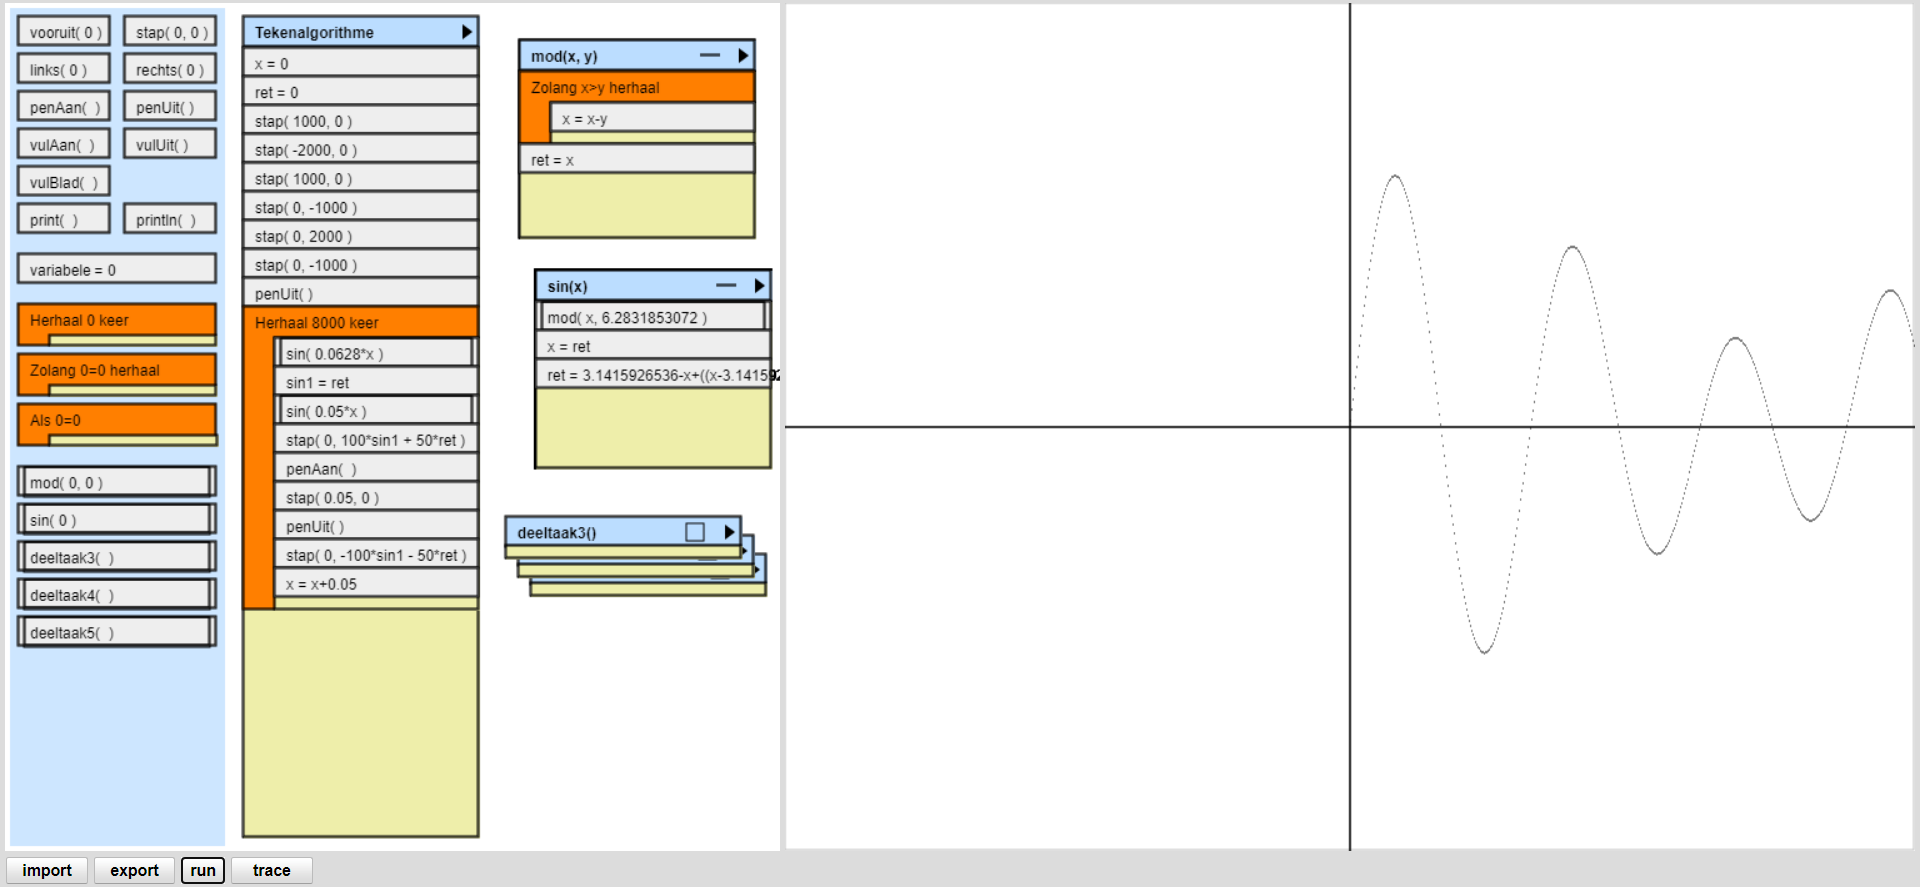 vooruit( 0 )
stap( 0, 0 )
links( 0 )
rechts( 0 )
penAan(  )
penUit( )
vulAan(  )
vulUit( )
vulBlad(  )
print(  )
println(  )
variabele = 0
Herhaal 0 keer
Zolang 0=0 herhaal
Als 0=0
mod( 0, 0 )
sin( 0 )
deeltaak3(  )
deeltaak4(  )
deeltaak5(  )
Tekenalgorithme
x = 0
ret = 0
stap( 1000, 0 )
stap( -2000, 0 )
stap( 1000, 0 )
stap( 0, -1000 )
stap( 0, 2000 )
stap( 0, -1000 )
penUit( )
Herhaal 8000 keer
sin( 0.0628*x )
sin1 = ret
sin( 0.05*x )
stap( 0, 100*sin1 + 50*ret )
penAan(  )
stap( 0.05, 0 )
penUit( )
stap( 0, -100*sin1 - 50*ret )
x = x+0.05
mod(x, y)
Zolang x>y herhaal
x = x-y
ret = x
sin(x)
mod( x, 6.2831853072 )
x = ret
ret = 3.1415926536-x+((x-3.14159
deeltaak3()
import
export
run
trace